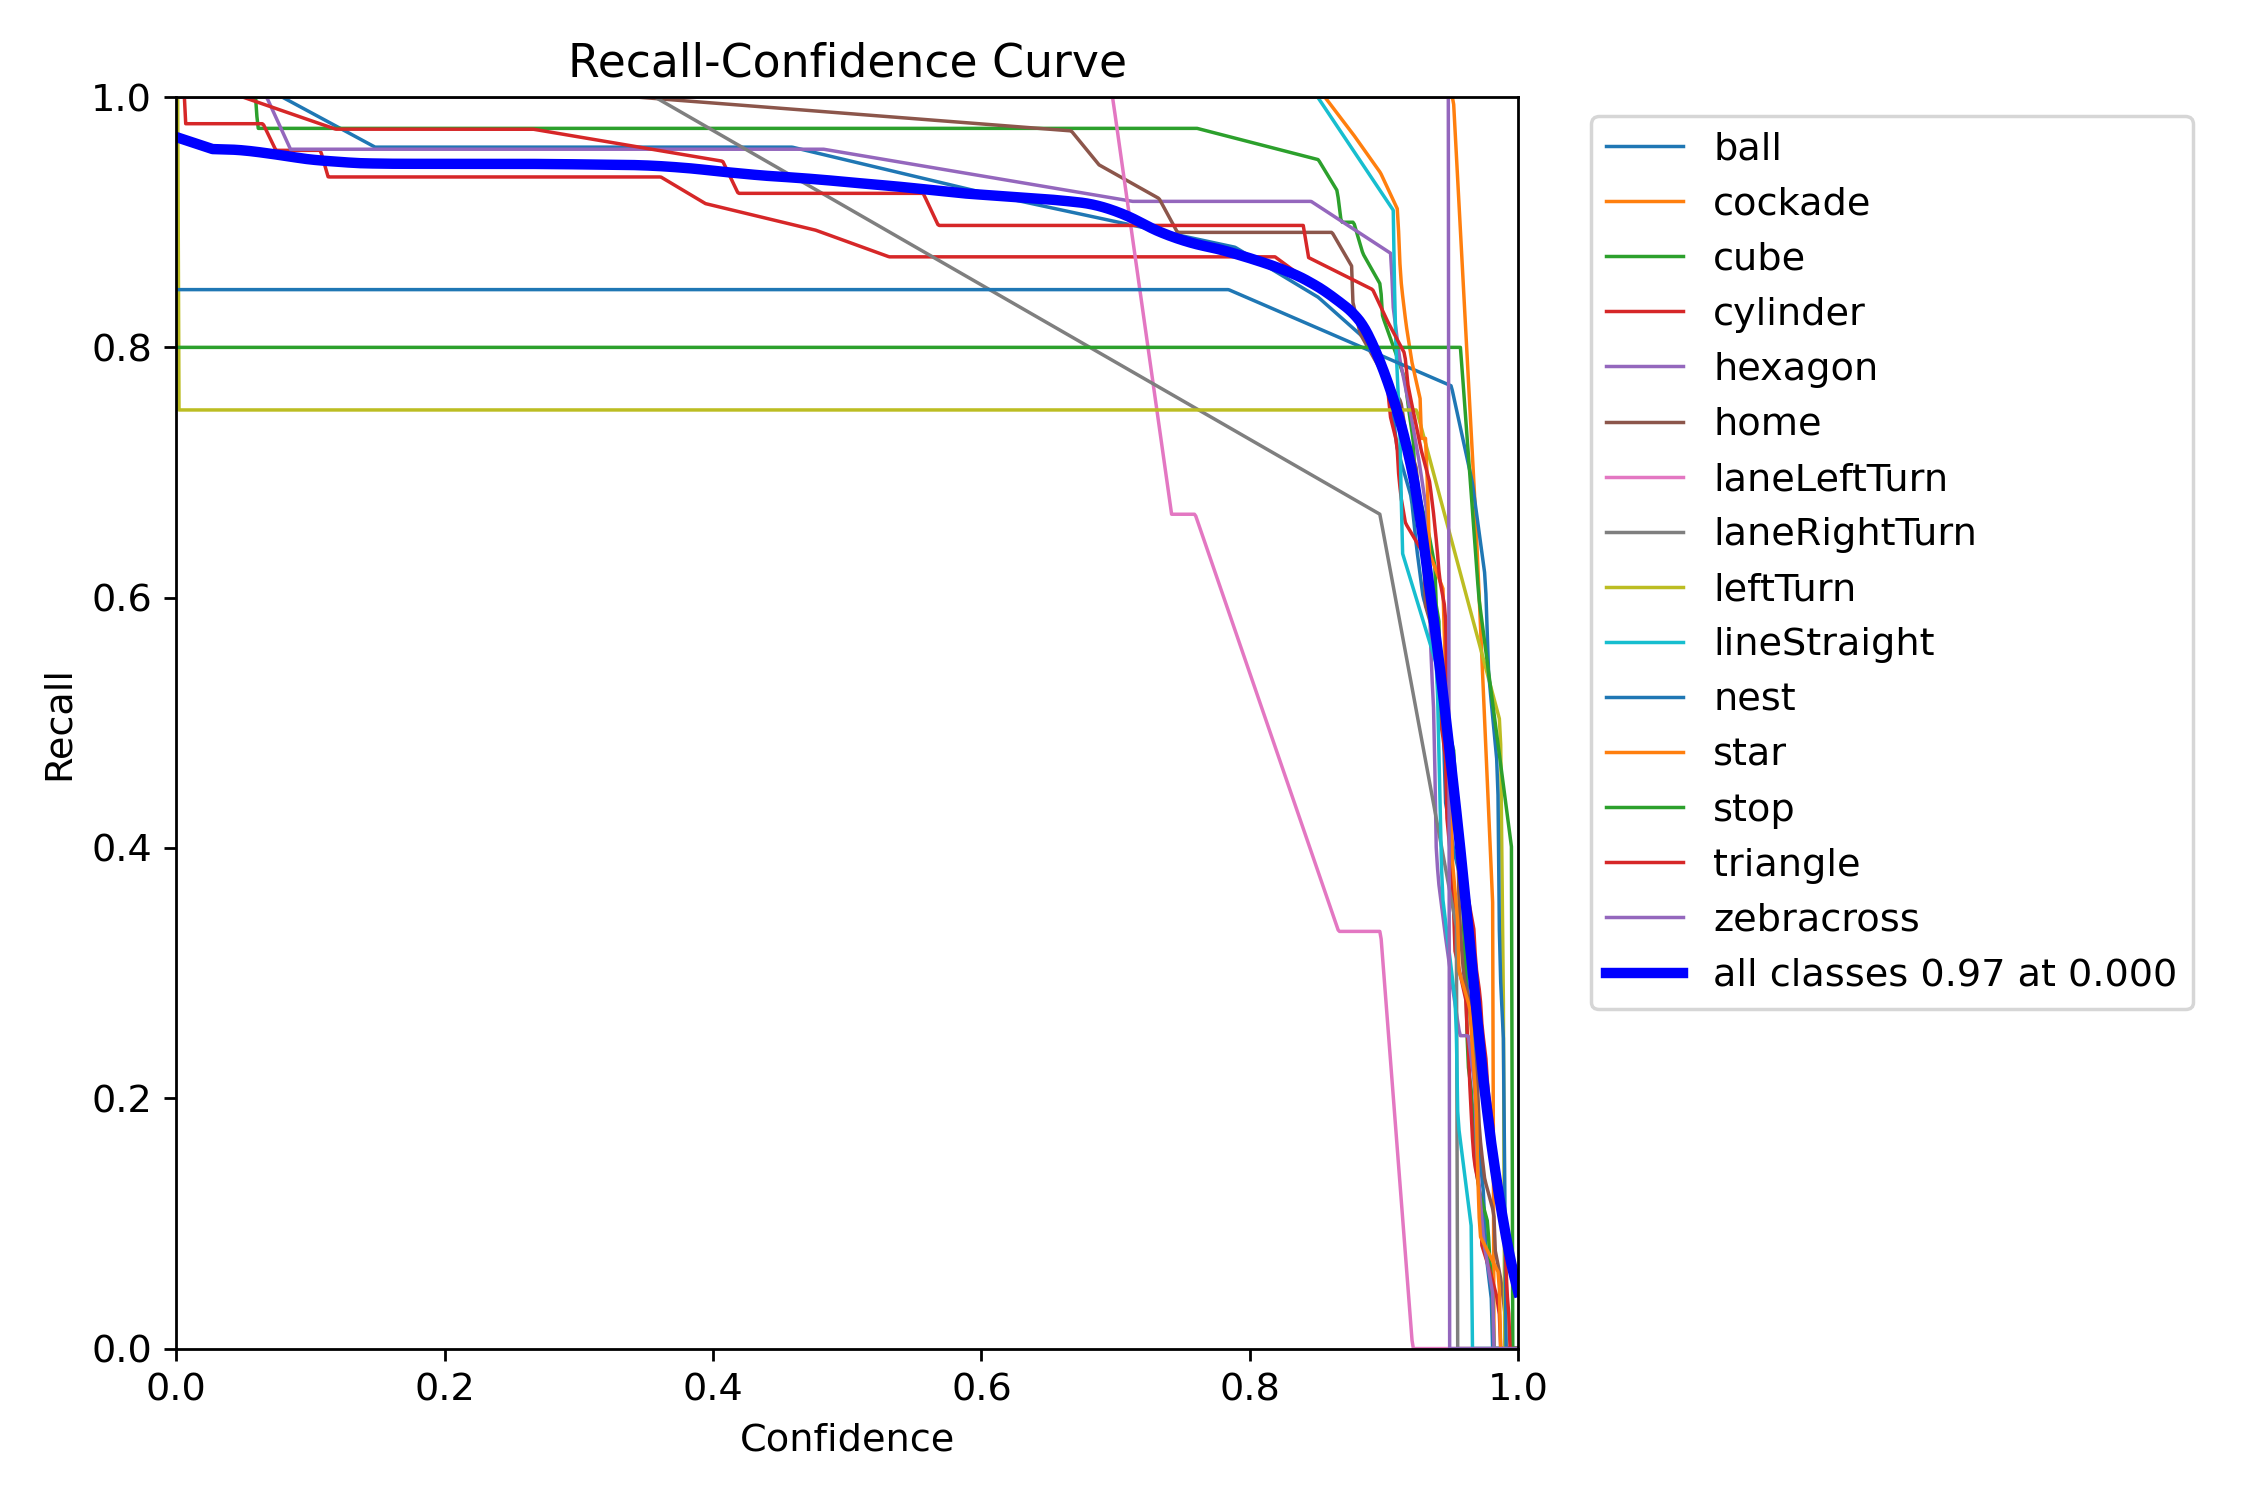 Recall-Confidence Curve
1.0
0.8
0.6
0.4
0.2
0.0
Recall
0.0 0.2 0.4 0.6 0.8 1.0
Confidence
ball
cockade
cube
cylinder
hexagon
home
laneLeftTurn
laneRightTurn
leftTurn
lineStraight
nest
star
stop
triangle
zebracross
all classes 0.97 at 0.000